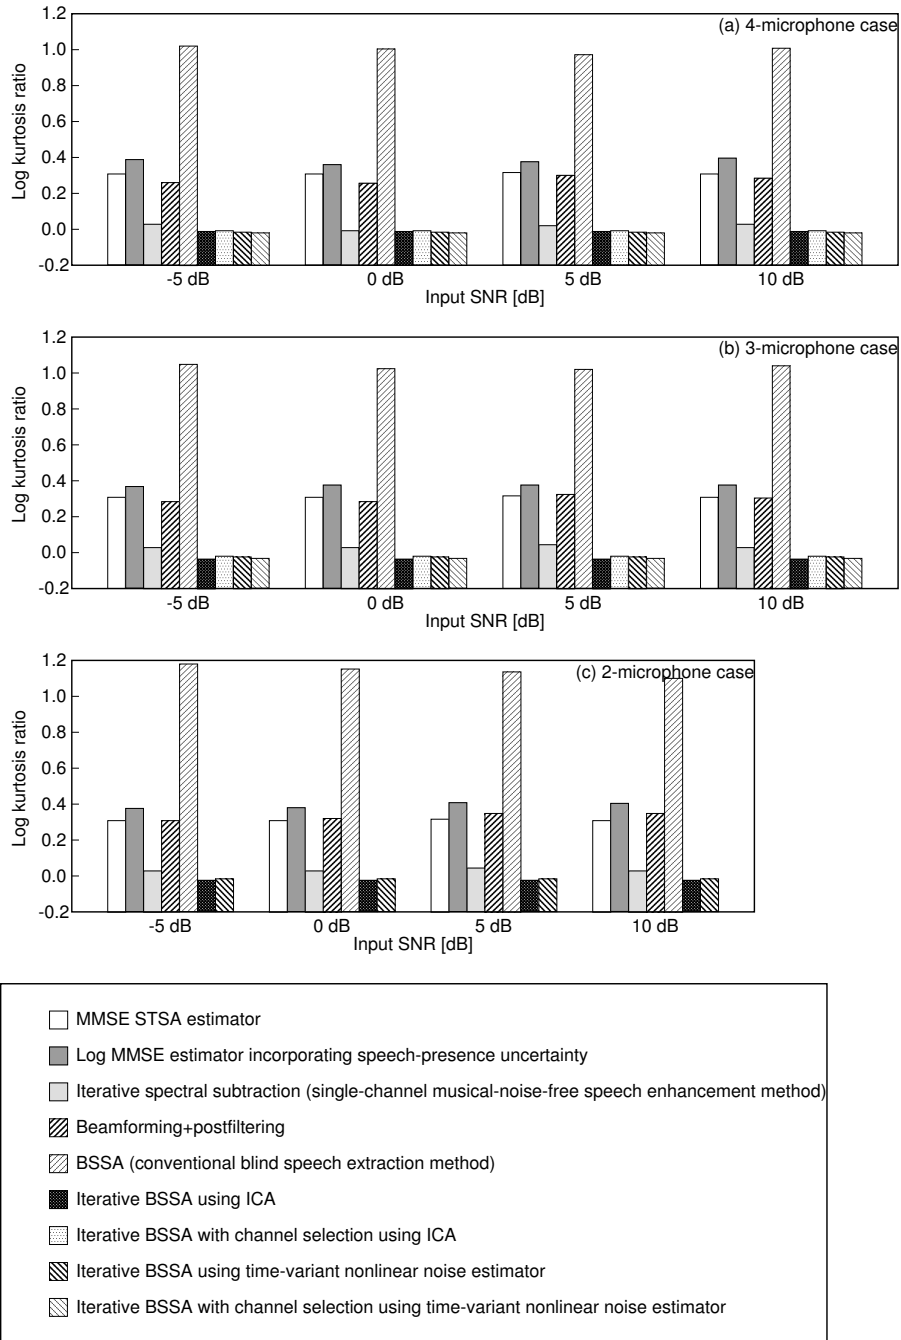 (a) 4-microphone case
1.2
1.0
0.8
0.6
0.4
0.2
0.0
-0.2
Log kurtosis ratio
-5 dB 0 dB 5 dB 10 dB
Input SNR [dB]
(b) 3-microphone case
1.2
1.0
0.8
0.6
0.4
0.2
0.0
-0.2
Log kurtosis ratio
-5 dB 0 dB 5 dB 10 dB
Input SNR [dB]
(c) 2-microphone case
1.2
1.0
0.8
0.6
0.4
0.2
0.0
-0.2
Log kurtosis ratio
-5 dB 0 dB 5 dB 10 dB
Input SNR [dB]
MMSE STSA estimator
Log MMSE estimator incorporating speech-presence uncertainty
Iterative spectral subtraction (single-channel musical-noise-free speech enhancement method)
Beamforming+postfiltering
BSSA (conventional blind speech extraction method)
Iterative BSSA using ICA
Iterative BSSA with channel selection using ICA
Iterative BSSA using time-variant nonlinear noise estimator
Iterative BSSA with channel selection using time-variant nonlinear noise estimator